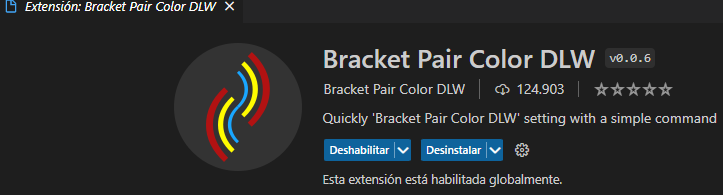 Extensión: Bracket Pair Color DLW
Bracket Pair Color DLW v0.0.6
Bracket Pair Color DLW 124.903
Quickly 'Bracket Pair Color DLW' setting with a simple command
Deshabilitar Desinstalar
Esta extensión está habilitada globalmente.